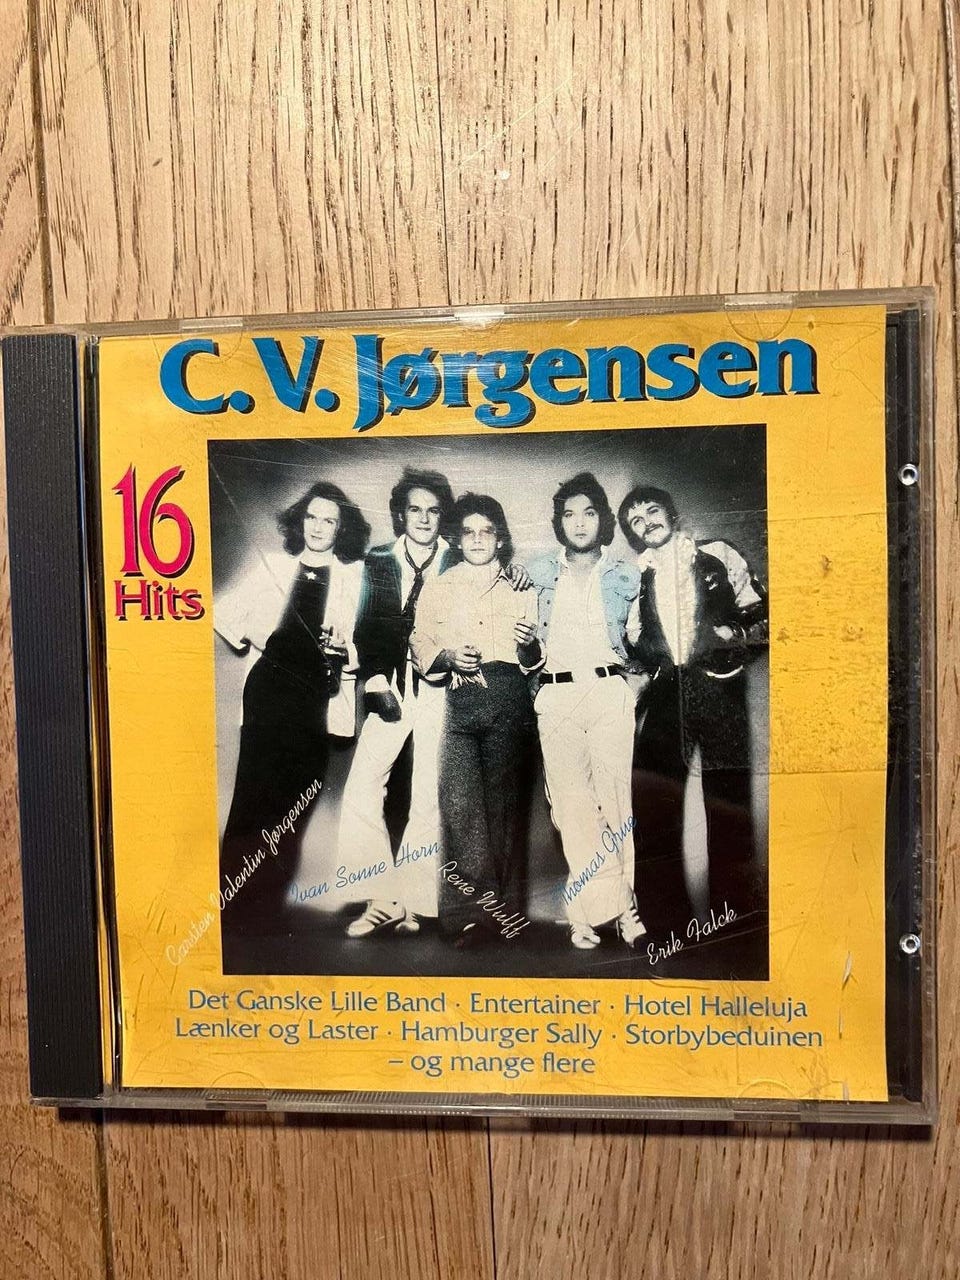 C.V. Jørgensen
16
Hits
Carsten Valentin Jørgensen
Ivan Sonne Horn
Rene Wulff
Thomas Grue
Erik Falck
Det Ganske Lille Band · Entertainer · Hotel Halleluja
Lænker og Laster · Hamburger Sally · Storbybeduinen
– og mange flere